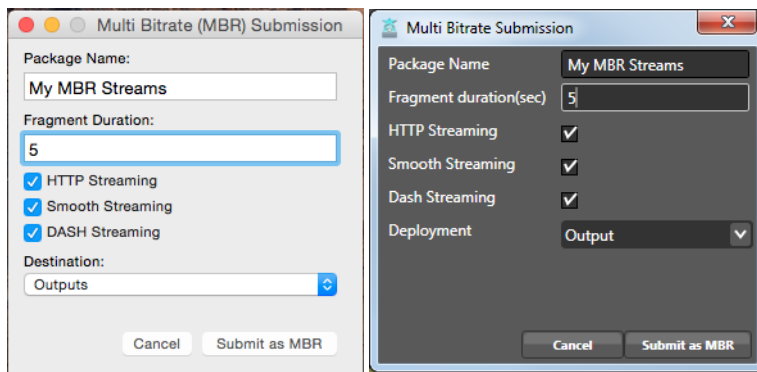 Multi Bitrate (MBR) Submission
Package Name:
My MBR Streams
Fragment Duration:
5
HTTP Streaming
Smooth Streaming
DASH Streaming
Destination:
Outputs
Cancel
Submit as MBR
Multi Bitrate Submission
Package Name
My MBR Streams
Fragment duration(sec)
5
HTTP Streaming
Smooth Streaming
Dash Streaming
Deployment
Output
Cancel
Submit as MBR